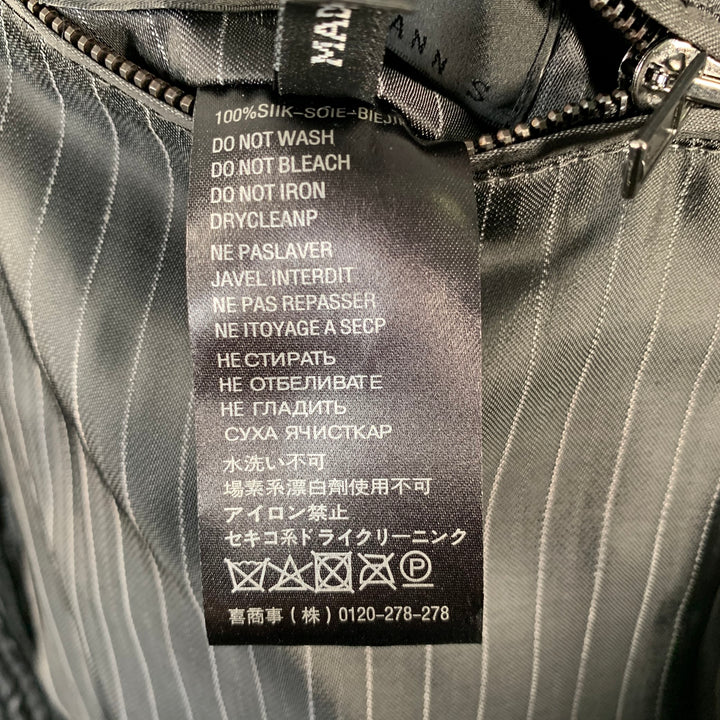 MAD
ANN S
100%SIIK-SOIE-BIEJI
DO NOT WASH
DO NOT BLEACH
DO NOT IRON
DRYCLEANP
NE PASLAVER
JAVEL INTERDIT
NE PAS REPASSER
NE ITOYAGE A SECP
НЕ.СТИРАТЬ
НЕ ОТБЕЛИВАТЕ
НЕ ГЛАДИТЬ
СУХА ЯЧИСТКАР
水洗い不可
場素系漂白劑使用不可
アイロン禁止
セキコ系ドライクリーニンク
P
喜商事(株)0120-278-278